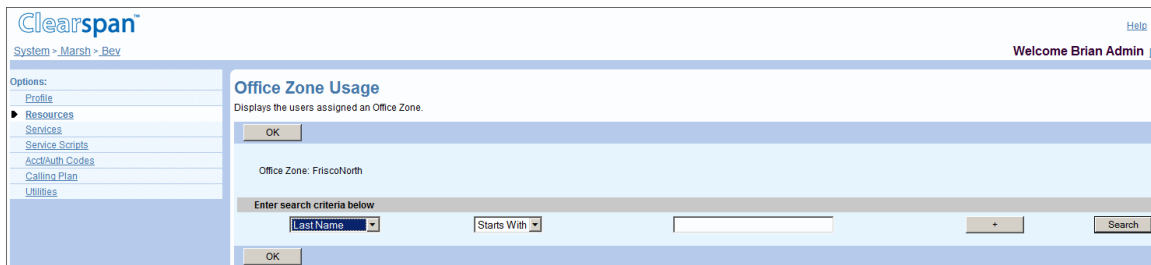 Clearspan™
Help
System > Marsh > Bev
Welcome Brian Admin
Options:
Profile
Resources
Services
Service Scripts
Acct/Auth Codes
Calling Plan
Utilities
Office Zone Usage
Displays the users assigned an Office Zone.
OK
Office Zone: FriscoNorth
Enter search criteria below
Last Name Starts With + Search
OK